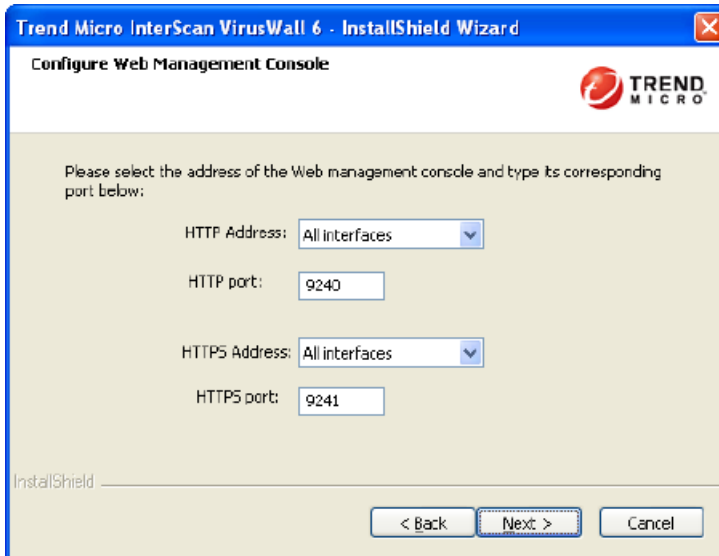 Trend Micro InterScan VirusWall 6 - InstallShield Wizard
Configure Web Management Console
TREND
MICRO
Please select the address of the Web management console and type its corresponding
port below:
HTTP Address: All interfaces
HTTP port: 9240
HTTPS Address: All interfaces
HTTPS port: 9241
InstallShield
< Back Next > Cancel